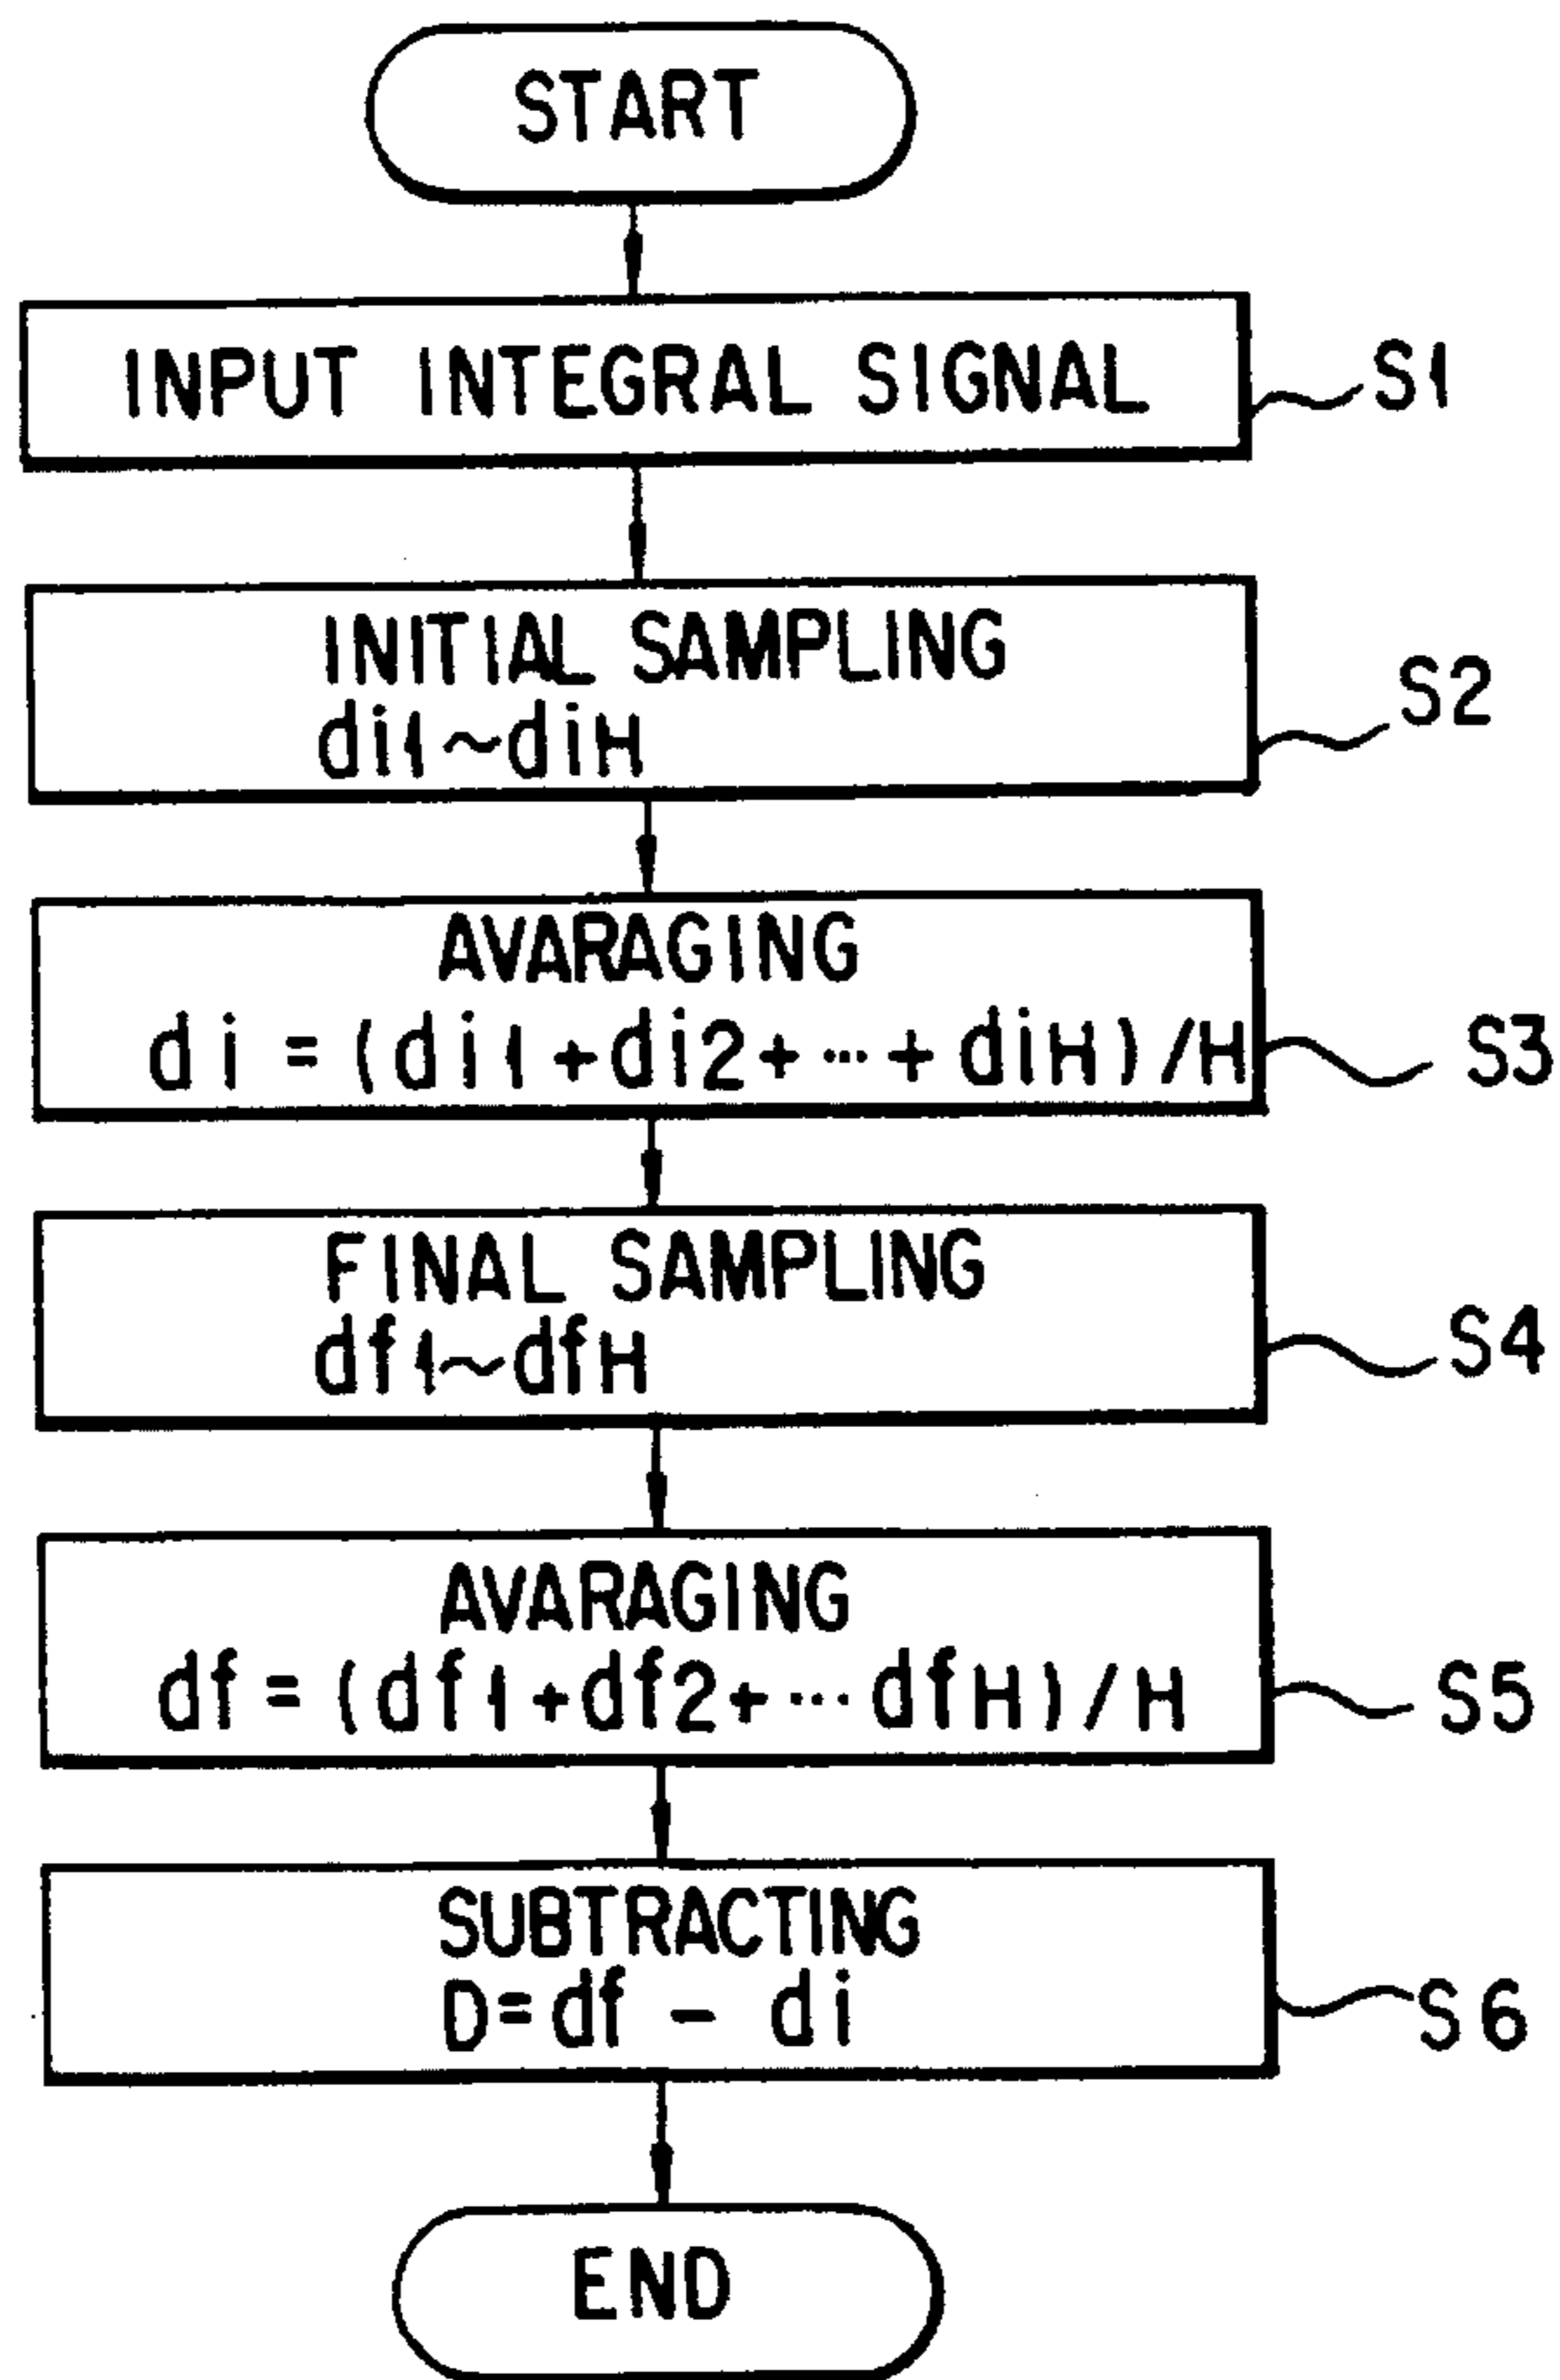 START
INPUT INTEGRAL SIGNAL
S1
INITIAL SAMPLING
di1~diH
S2
AVARAGING
di = (di1+di2+…+diH)/H
S3
FINAL SAMPLING
df1~dfH
S4
AVARAGING
df = (df1+df2+…dfH)/H
S5
SUBTRACTING
D=df - di
S6
END